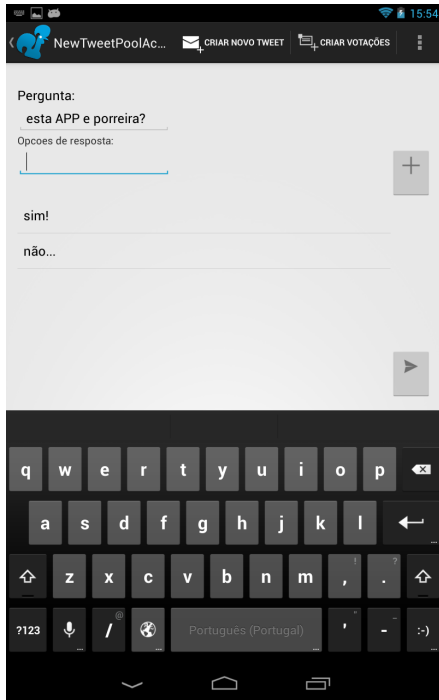 15:54
NewTweetPoolAc... CRIAR NOVO TWEET CRIAR VOTAÇÕES
Pergunta:
esta APP e porreira?
Opcoes de resposta:
+
sim!
não...
q w e r t y u i o p
a s d f g h j k l ...
z x c v b n m ! , ? .
?123 ... @ / ... Português (Portugal) ... " ' _ - :-) ...